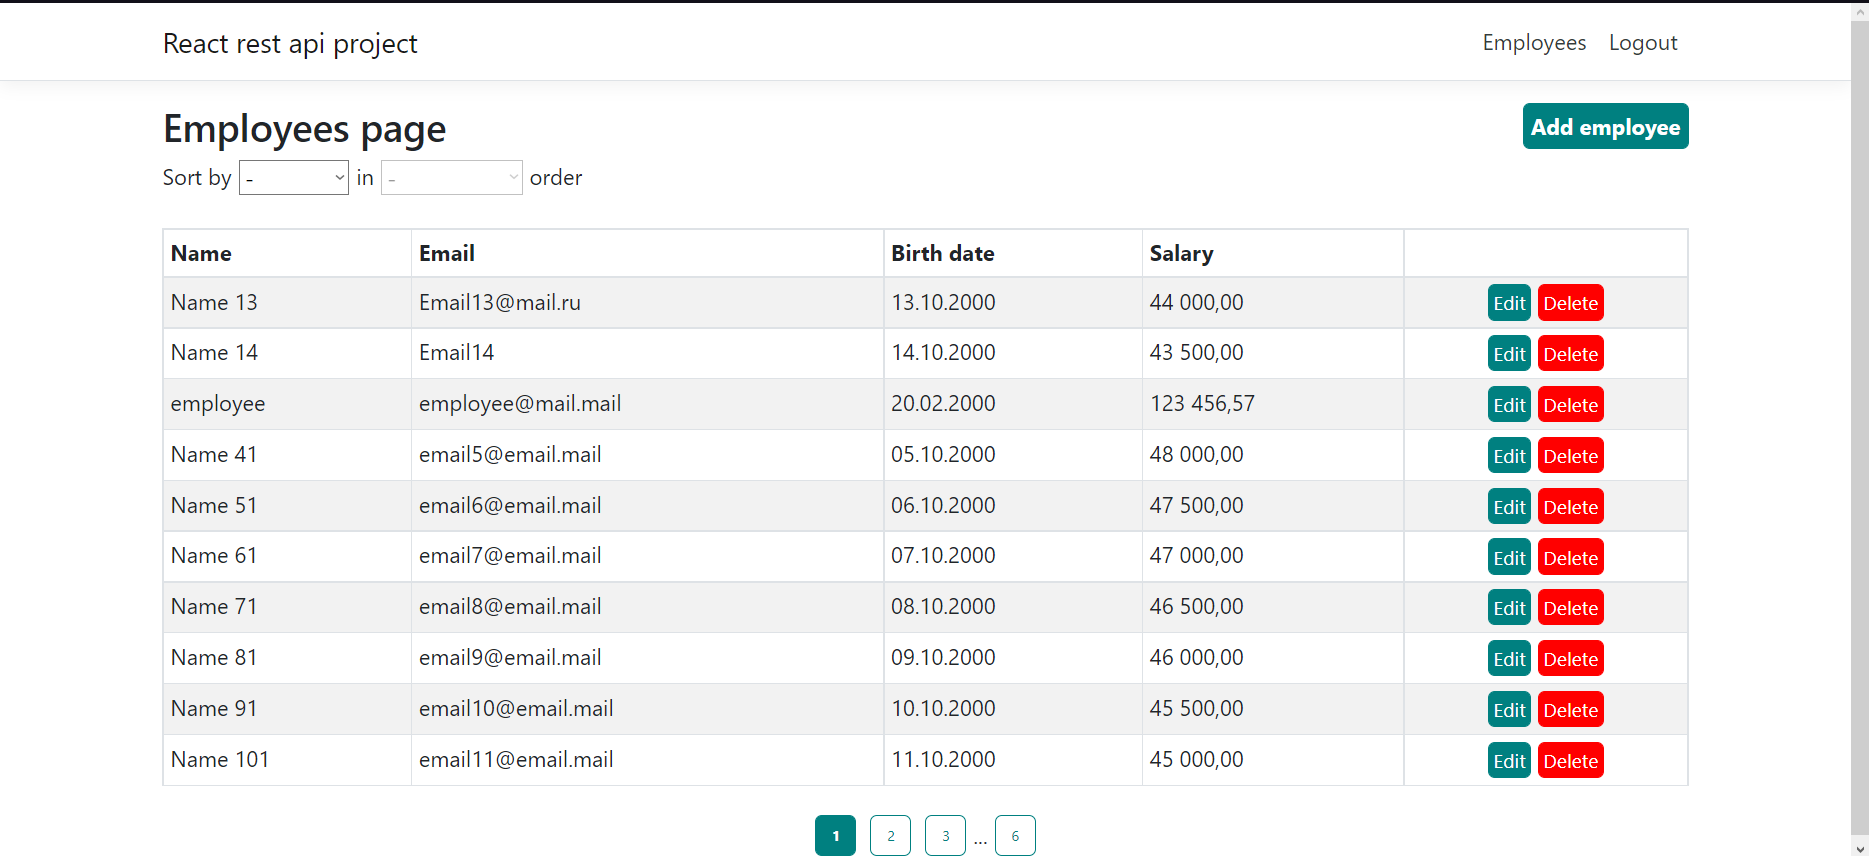 React rest api project Employees Logout
Employees page Add employee
Sort by - in - order
Name Email Birth date Salary
Name 13 Email13@mail.ru 13.10.2000 44 000,00 Edit Delete
Name 14 Email14 14.10.2000 43 500,00 Edit Delete
employee employee@mail.mail 20.02.2000 123 456,57 Edit Delete
Name 41 email5@email.mail 05.10.2000 48 000,00 Edit Delete
Name 51 email6@email.mail 06.10.2000 47 500,00 Edit Delete
Name 61 email7@email.mail 07.10.2000 47 000,00 Edit Delete
Name 71 email8@email.mail 08.10.2000 46 500,00 Edit Delete
Name 81 email9@email.mail 09.10.2000 46 000,00 Edit Delete
Name 91 email10@email.mail 10.10.2000 45 500,00 Edit Delete
Name 101 email11@email.mail 11.10.2000 45 000,00 Edit Delete
1 2 3 ... 6